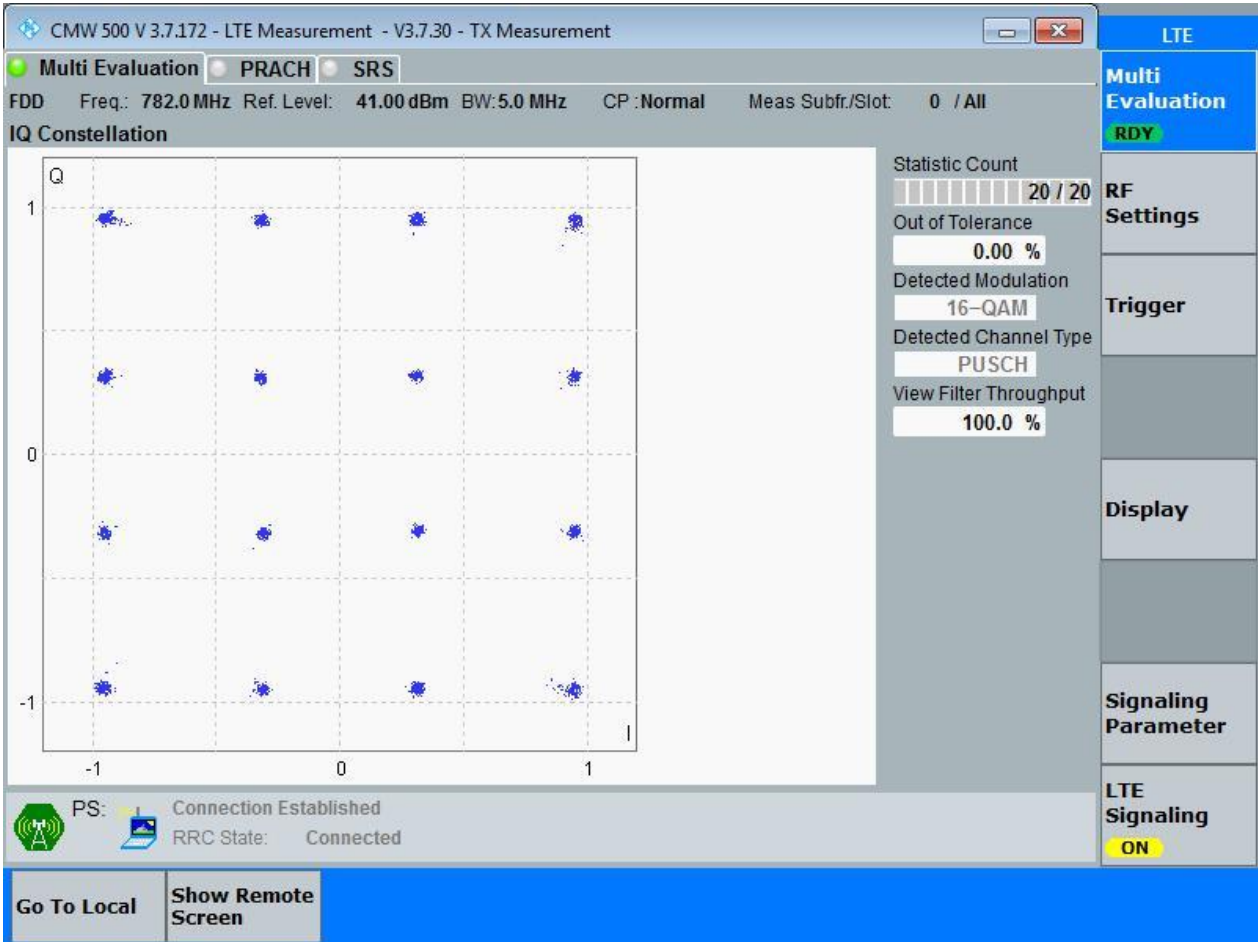 CMW 500 V 3.7.172 - LTE Measurement - V3.7.30 - TX Measurement
LTE
Multi Evaluation PRACH SRS
FDD Freq.: 782.0 MHz Ref. Level: 41.00 dBm BW: 5.0 MHz CP : Normal Meas Subfr./Slot: 0 / All
IQ Constellation
Q
1
0
-1
-1 0 1
I
Statistic Count
20 / 20
Out of Tolerance
0.00 %
Detected Modulation
16-QAM
Detected Channel Type
PUSCH
View Filter Throughput
100.0 %
Multi
Evaluation
RDY
RF
Settings
Trigger
Display
Signaling
Parameter
LTE
Signaling
ON
PS: Connection Established
RRC State: Connected
Go To Local
Show Remote
Screen